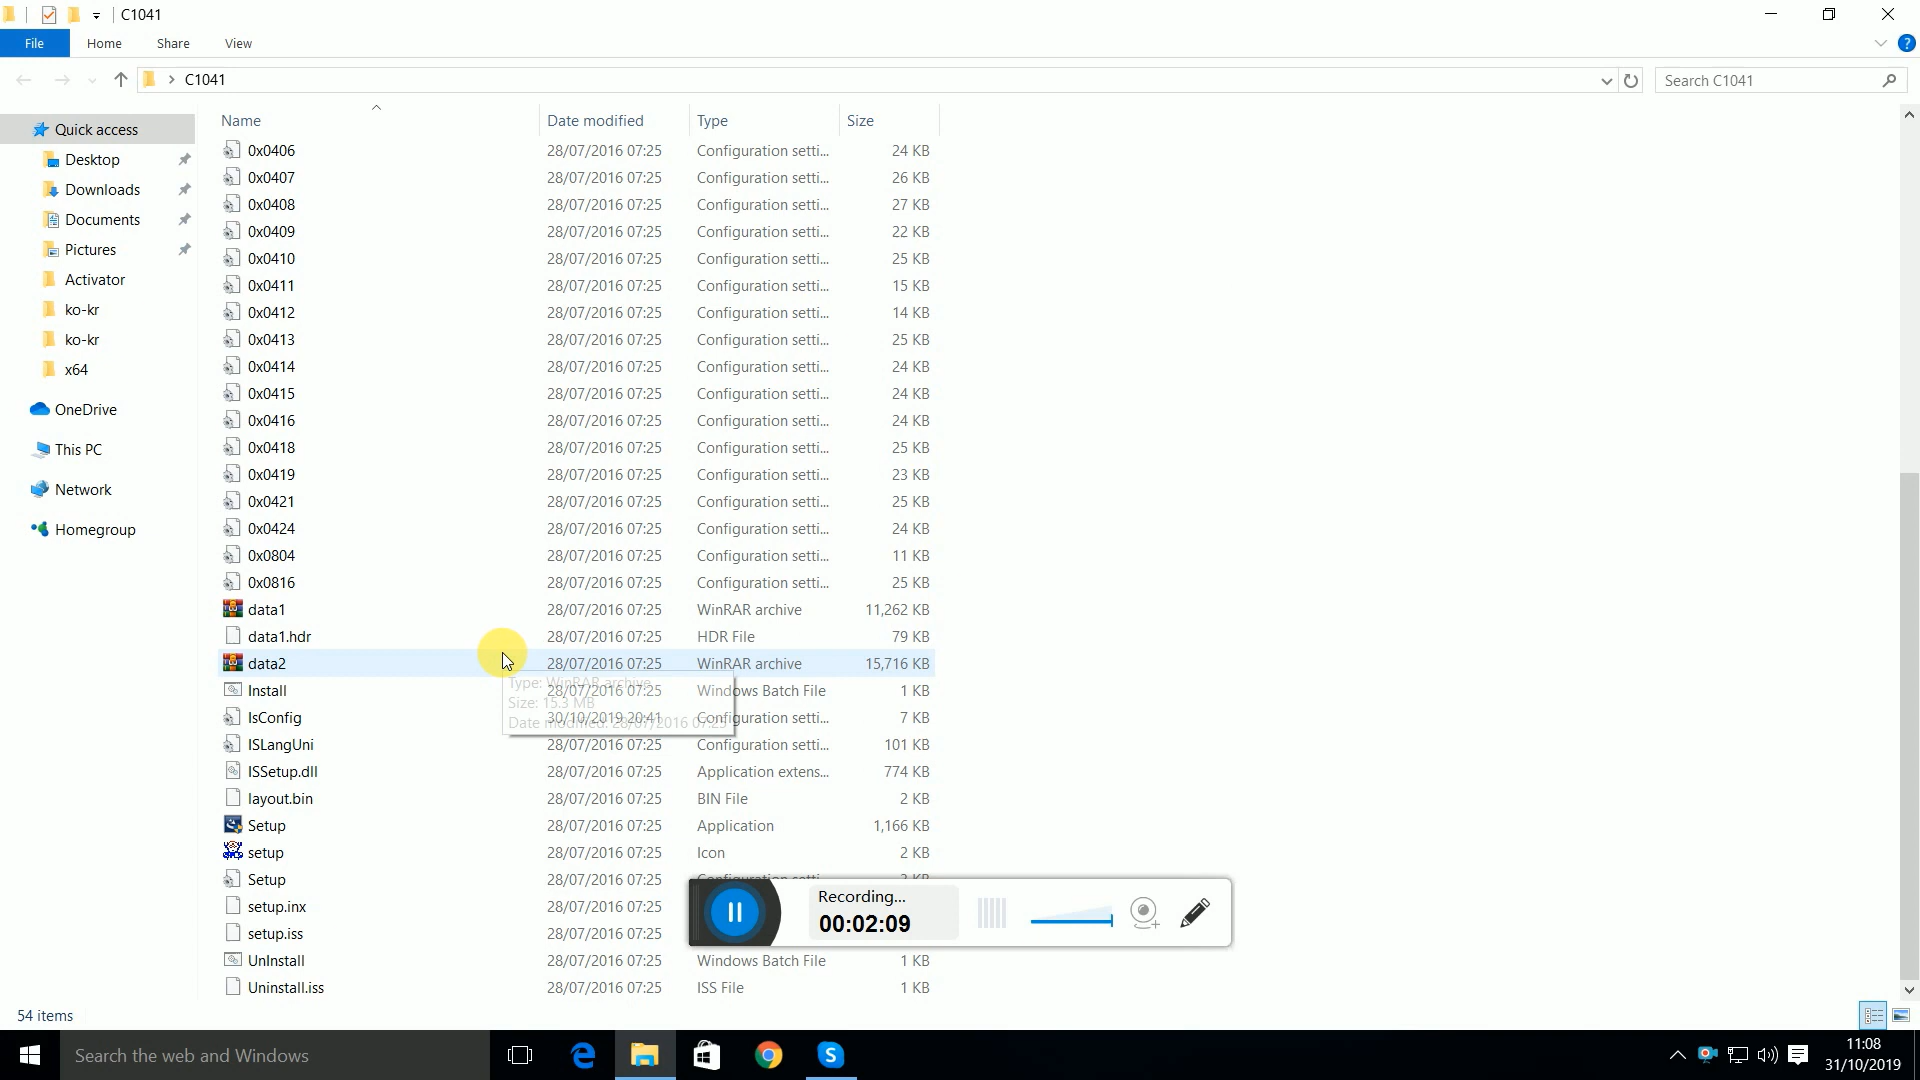 C1041
File Home Share View
C1041
Search C1041
Name Date modified Type Size
Quick access
Desktop
Downloads
Documents
Pictures
Activator
ko-kr
ko-kr
x64
OneDrive
This PC
Network
Homegroup
0x0406 28/07/2016 07:25 Configuration setti... 24 KB
0x0407 28/07/2016 07:25 Configuration setti... 26 KB
0x0408 28/07/2016 07:25 Configuration setti... 27 KB
0x0409 28/07/2016 07:25 Configuration setti... 22 KB
0x0410 28/07/2016 07:25 Configuration setti... 25 KB
0x0411 28/07/2016 07:25 Configuration setti... 15 KB
0x0412 28/07/2016 07:25 Configuration setti... 14 KB
0x0413 28/07/2016 07:25 Configuration setti... 25 KB
0x0414 28/07/2016 07:25 Configuration setti... 24 KB
0x0415 28/07/2016 07:25 Configuration setti... 24 KB
0x0416 28/07/2016 07:25 Configuration setti... 24 KB
0x0418 28/07/2016 07:25 Configuration setti... 25 KB
0x0419 28/07/2016 07:25 Configuration setti... 23 KB
0x0421 28/07/2016 07:25 Configuration setti... 25 KB
0x0424 28/07/2016 07:25 Configuration setti... 24 KB
0x0804 28/07/2016 07:25 Configuration setti... 11 KB
0x0816 28/07/2016 07:25 Configuration setti... 25 KB
data1 28/07/2016 07:25 WinRAR archive 11,262 KB
data1.hdr 28/07/2016 07:25 HDR File 79 KB
data2 28/07/2016 07:25 WinRAR archive 15,716 KB
Install 28/07/2016 07:25 Windows Batch File 1 KB
IsConfig 30/10/2019 20:41 Configuration setti... 7 KB
ISLangUni 28/07/2016 07:25 Configuration setti... 101 KB
ISSetup.dll 28/07/2016 07:25 Application extens... 774 KB
layout.bin 28/07/2016 07:25 BIN File 2 KB
Setup 28/07/2016 07:25 Application 1,166 KB
setup 28/07/2016 07:25 Icon 2 KB
Setup 28/07/2016 07:25
setup.inx 28/07/2016 07:25
setup.iss 28/07/2016 07:25
UnInstall 28/07/2016 07:25 Windows Batch File 1 KB
Uninstall.iss 28/07/2016 07:25 ISS File 1 KB
Type: WinRAR archive
Size: 15.3 MB
Date modified: 28/07/2016 07:25
Recording...
00:02:09
54 items
Search the web and Windows
11:08
31/10/2019